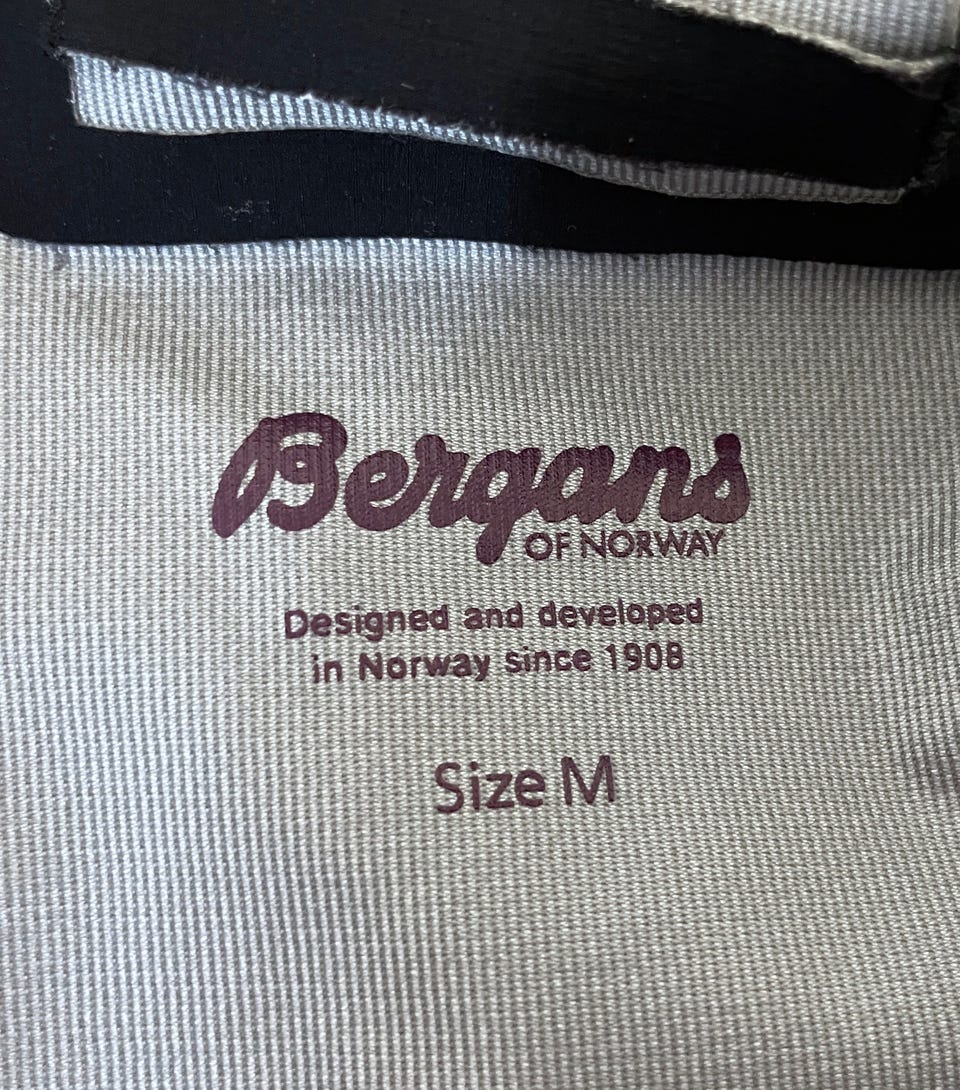 Bergans
OF NORWAY
Designed and developed
in Norway since 1908
Size M